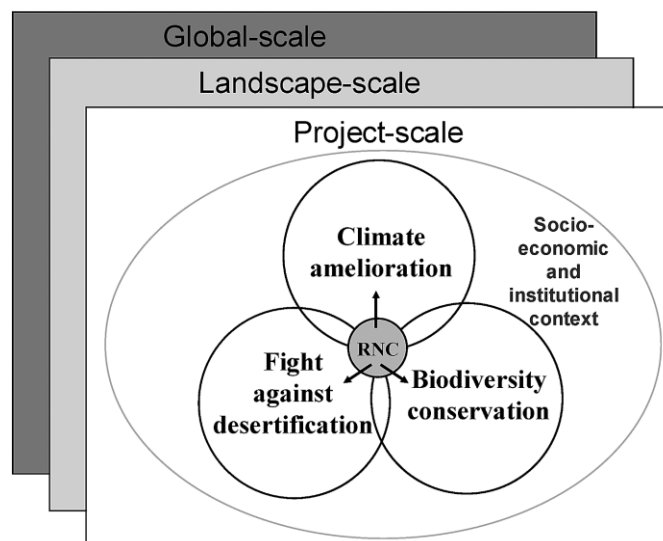 Global-scale
Landscape-scale
Project-scale
Socio-
economic
and
institutional
context
Climate
amelioration
RNC
Fight
against
desertification
Biodiversity
conservation